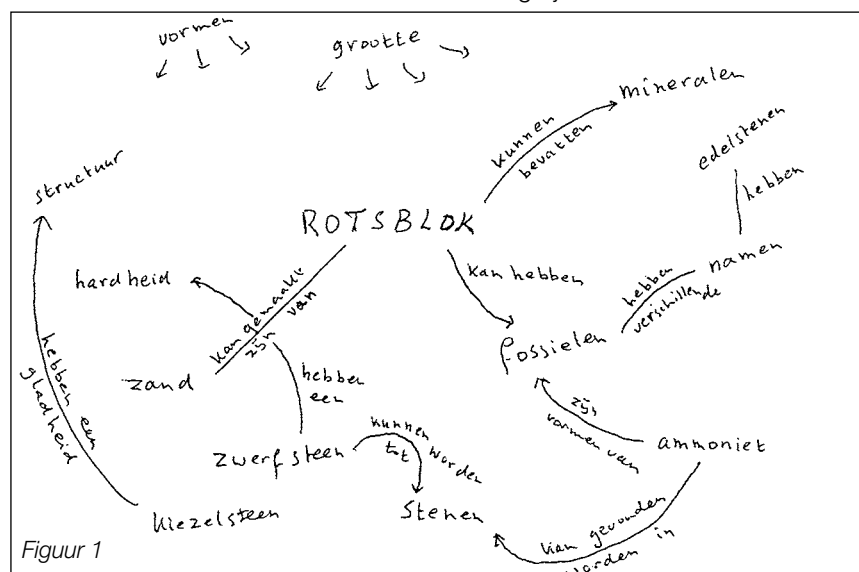 vormen
grootte
mineralen
kunnen
bevatten
edelstenen
hebben
structuur
ROTSBLOK
namen
hardheid
kan hebben
hebben
verschillende
kan gemaakt
zijn van
fossielen
zand
hebben
een
hebben een
gladheid
zijn
vormen van
ammoniet
zwerfsteen
kunnen worden
tot
kiezelsteen
Stenen
kan gevonden
worden in
Figuur 1